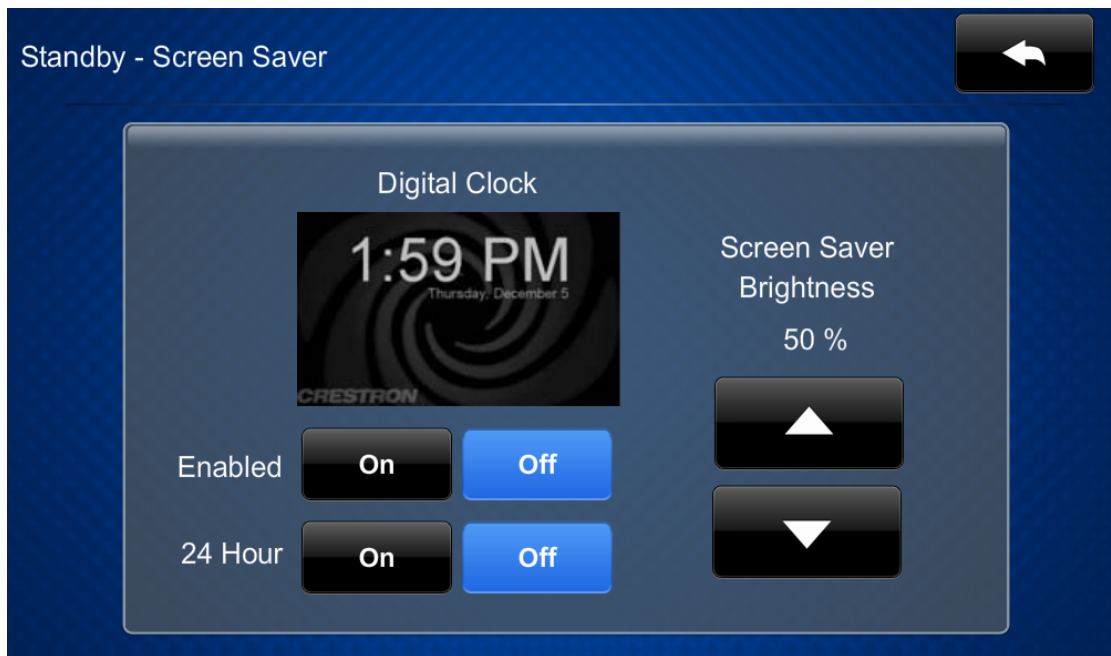 Standby - Screen Saver
Digital Clock
1:59 PM
Thursday, December 5
CRESTRON
Enabled On Off
24 Hour On Off
Screen Saver
Brightness
50 %